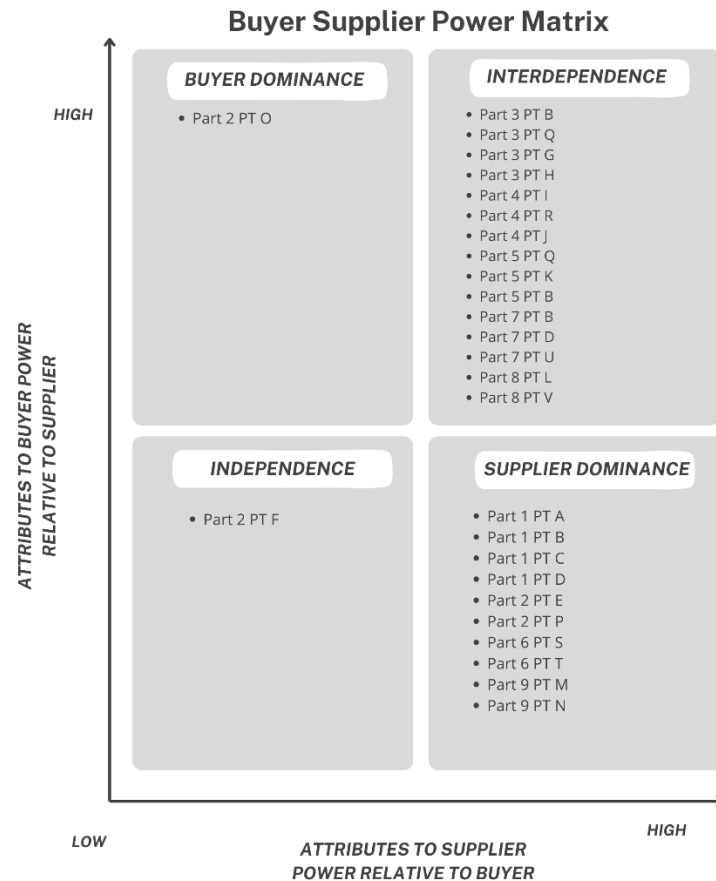 Buyer Supplier Power Matrix
HIGH
BUYER DOMINANCE
• Part 2 PT O
INTERDEPENDENCE
• Part 3 PT B
• Part 3 PT Q
• Part 3 PT G
• Part 3 PT H
• Part 4 PT I
• Part 4 PT R
• Part 4 PT J
• Part 5 PT Q
• Part 5 PT K
• Part 5 PT B
• Part 7 PT B
• Part 7 PT D
• Part 7 PT U
• Part 8 PT L
• Part 8 PT V
ATTRIBUTES TO BUYER POWER
RELATIVE TO SUPPLIER
INDEPENDENCE
• Part 2 PT F
SUPPLIER DOMINANCE
• Part 1 PT A
• Part 1 PT B
• Part 1 PT C
• Part 1 PT D
• Part 2 PT E
• Part 2 PT P
• Part 6 PT S
• Part 6 PT T
• Part 9 PT M
• Part 9 PT N
LOW
HIGH
ATTRIBUTES TO SUPPLIER
POWER RELATIVE TO BUYER